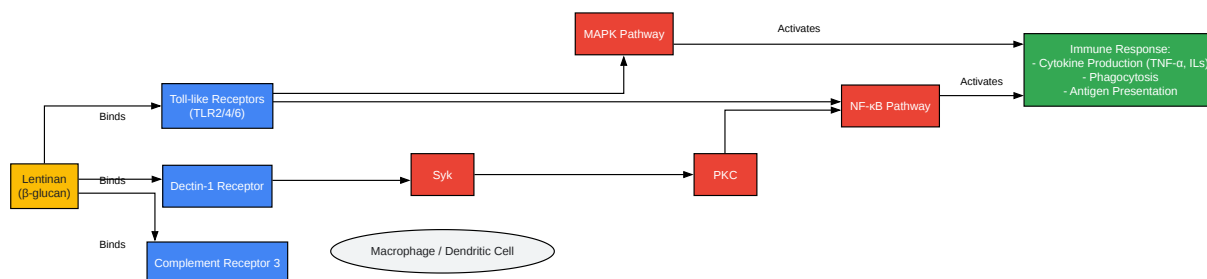 MAPK Pathway
Activates
Immune Response:
- Cytokine Production (TNF-α, ILs)
- Phagocytosis
- Antigen Presentation
Toll-like Receptors
(TLR2/4/6)
Binds
NF-κB Pathway
Activates
Lentinan
(β-glucan)
Binds
Dectin-1 Receptor
Syk
PKC
Binds
Complement Receptor 3
Macrophage / Dendritic Cell